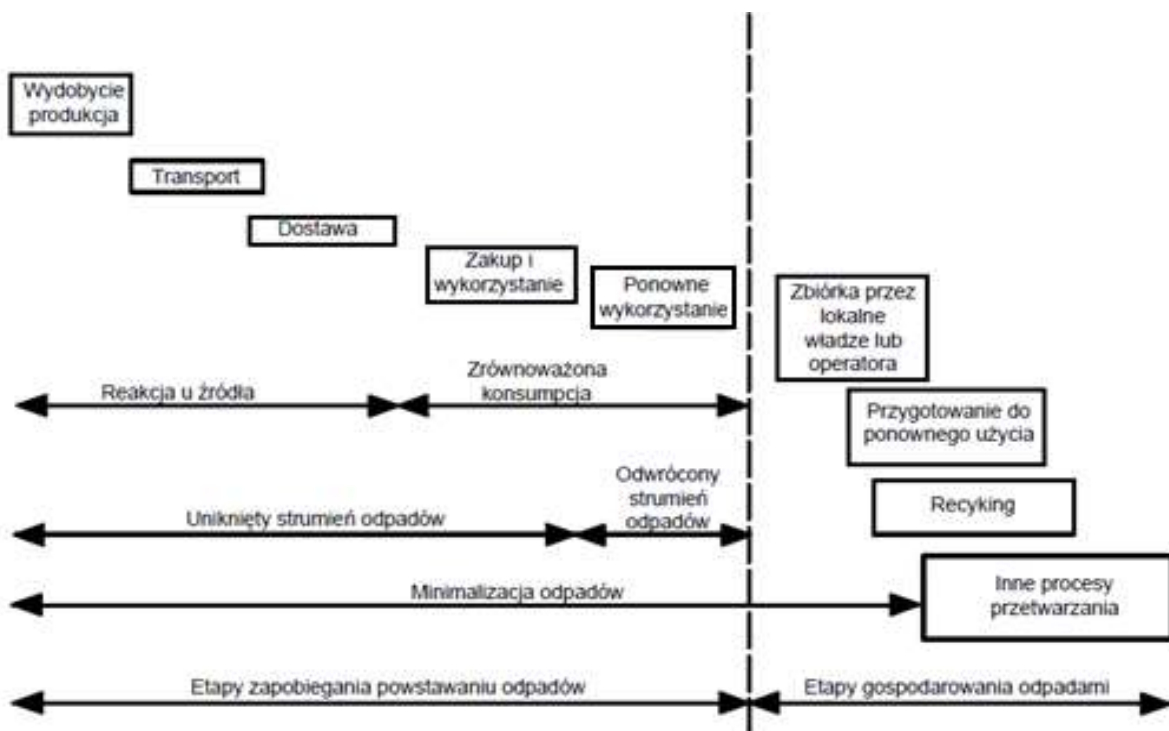 Wydobycie
produkcja
Transport
Dostawa
Zakup i
wykorzystanie
Ponowne
wykorzystanie
Zbiórka przez
lokalne
władze lub
operatora
Reakcja u źródła
Zrównoważona
konsumpcja
Przygotowanie do
ponownego użycia
Uniknięty strumień odpadów
Odwrócony
strumień
odpadów
Recyking
Minimalizacja odpadów
Inne procesy
przetwarzania
Etapy zapobiegania powstawaniu odpadów
Etapy gospodarowania odpadami